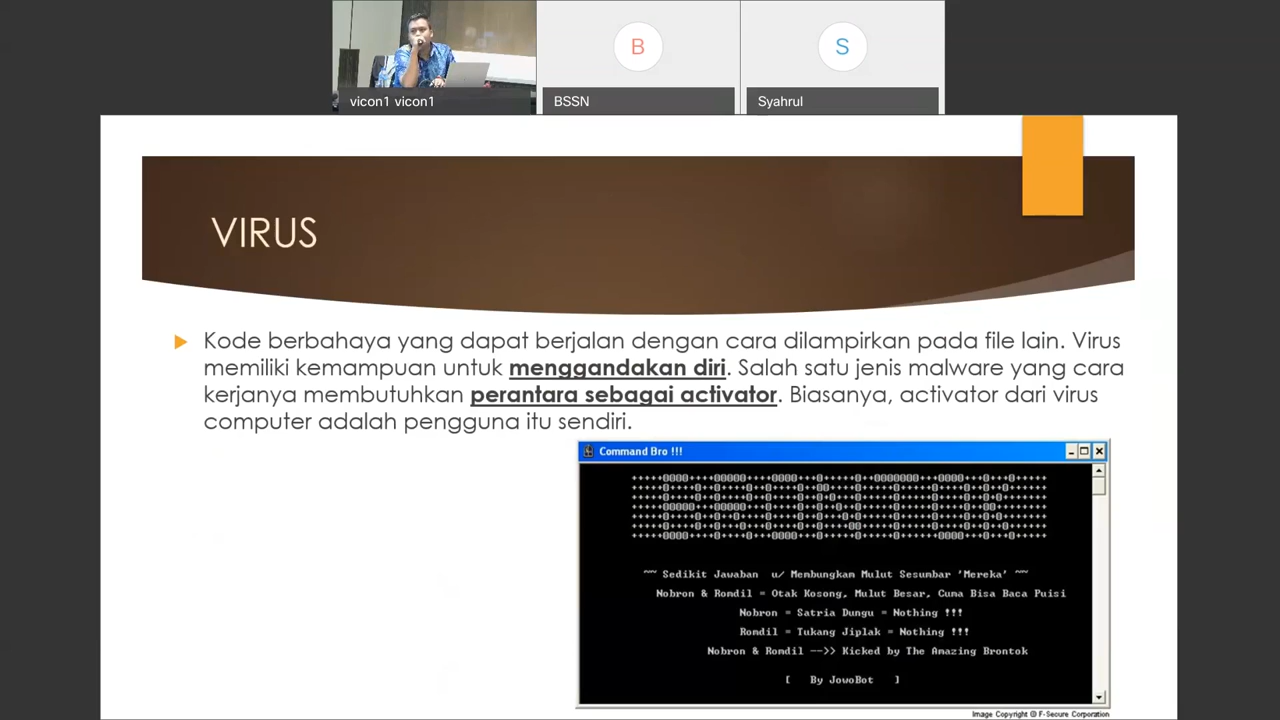 B
S
vicon1 vicon1
BSSN
Syahrul
VIRUS
Kode berbahaya yang dapat berjalan dengan cara dilampirkan pada file lain. Virus
memiliki kemampuan untuk menggandakan diri. Salah satu jenis malware yang cara
kerjanya membutuhkan perantara sebagai activator. Biasanya, activator dari virus
computer adalah pengguna itu sendiri.
Command Bro !!!
BRONTOK
~~ Sedikit Jawaban u/ Membungkam Mulut Sesumbar 'Mereka' ~~
Nobron & Romdil = Otak Kosong, Mulut Besar, Cuma Bisa Baca Puisi
Nobron = Satria Dungu = Nothing !!!
Romdil = Tukang Jiplak = Nothing !!!
Nobron & Romdil -->> Kicked by The Amazing Brontok
[ By JowoBot ]
Image Copyright © F-Secure Corporation